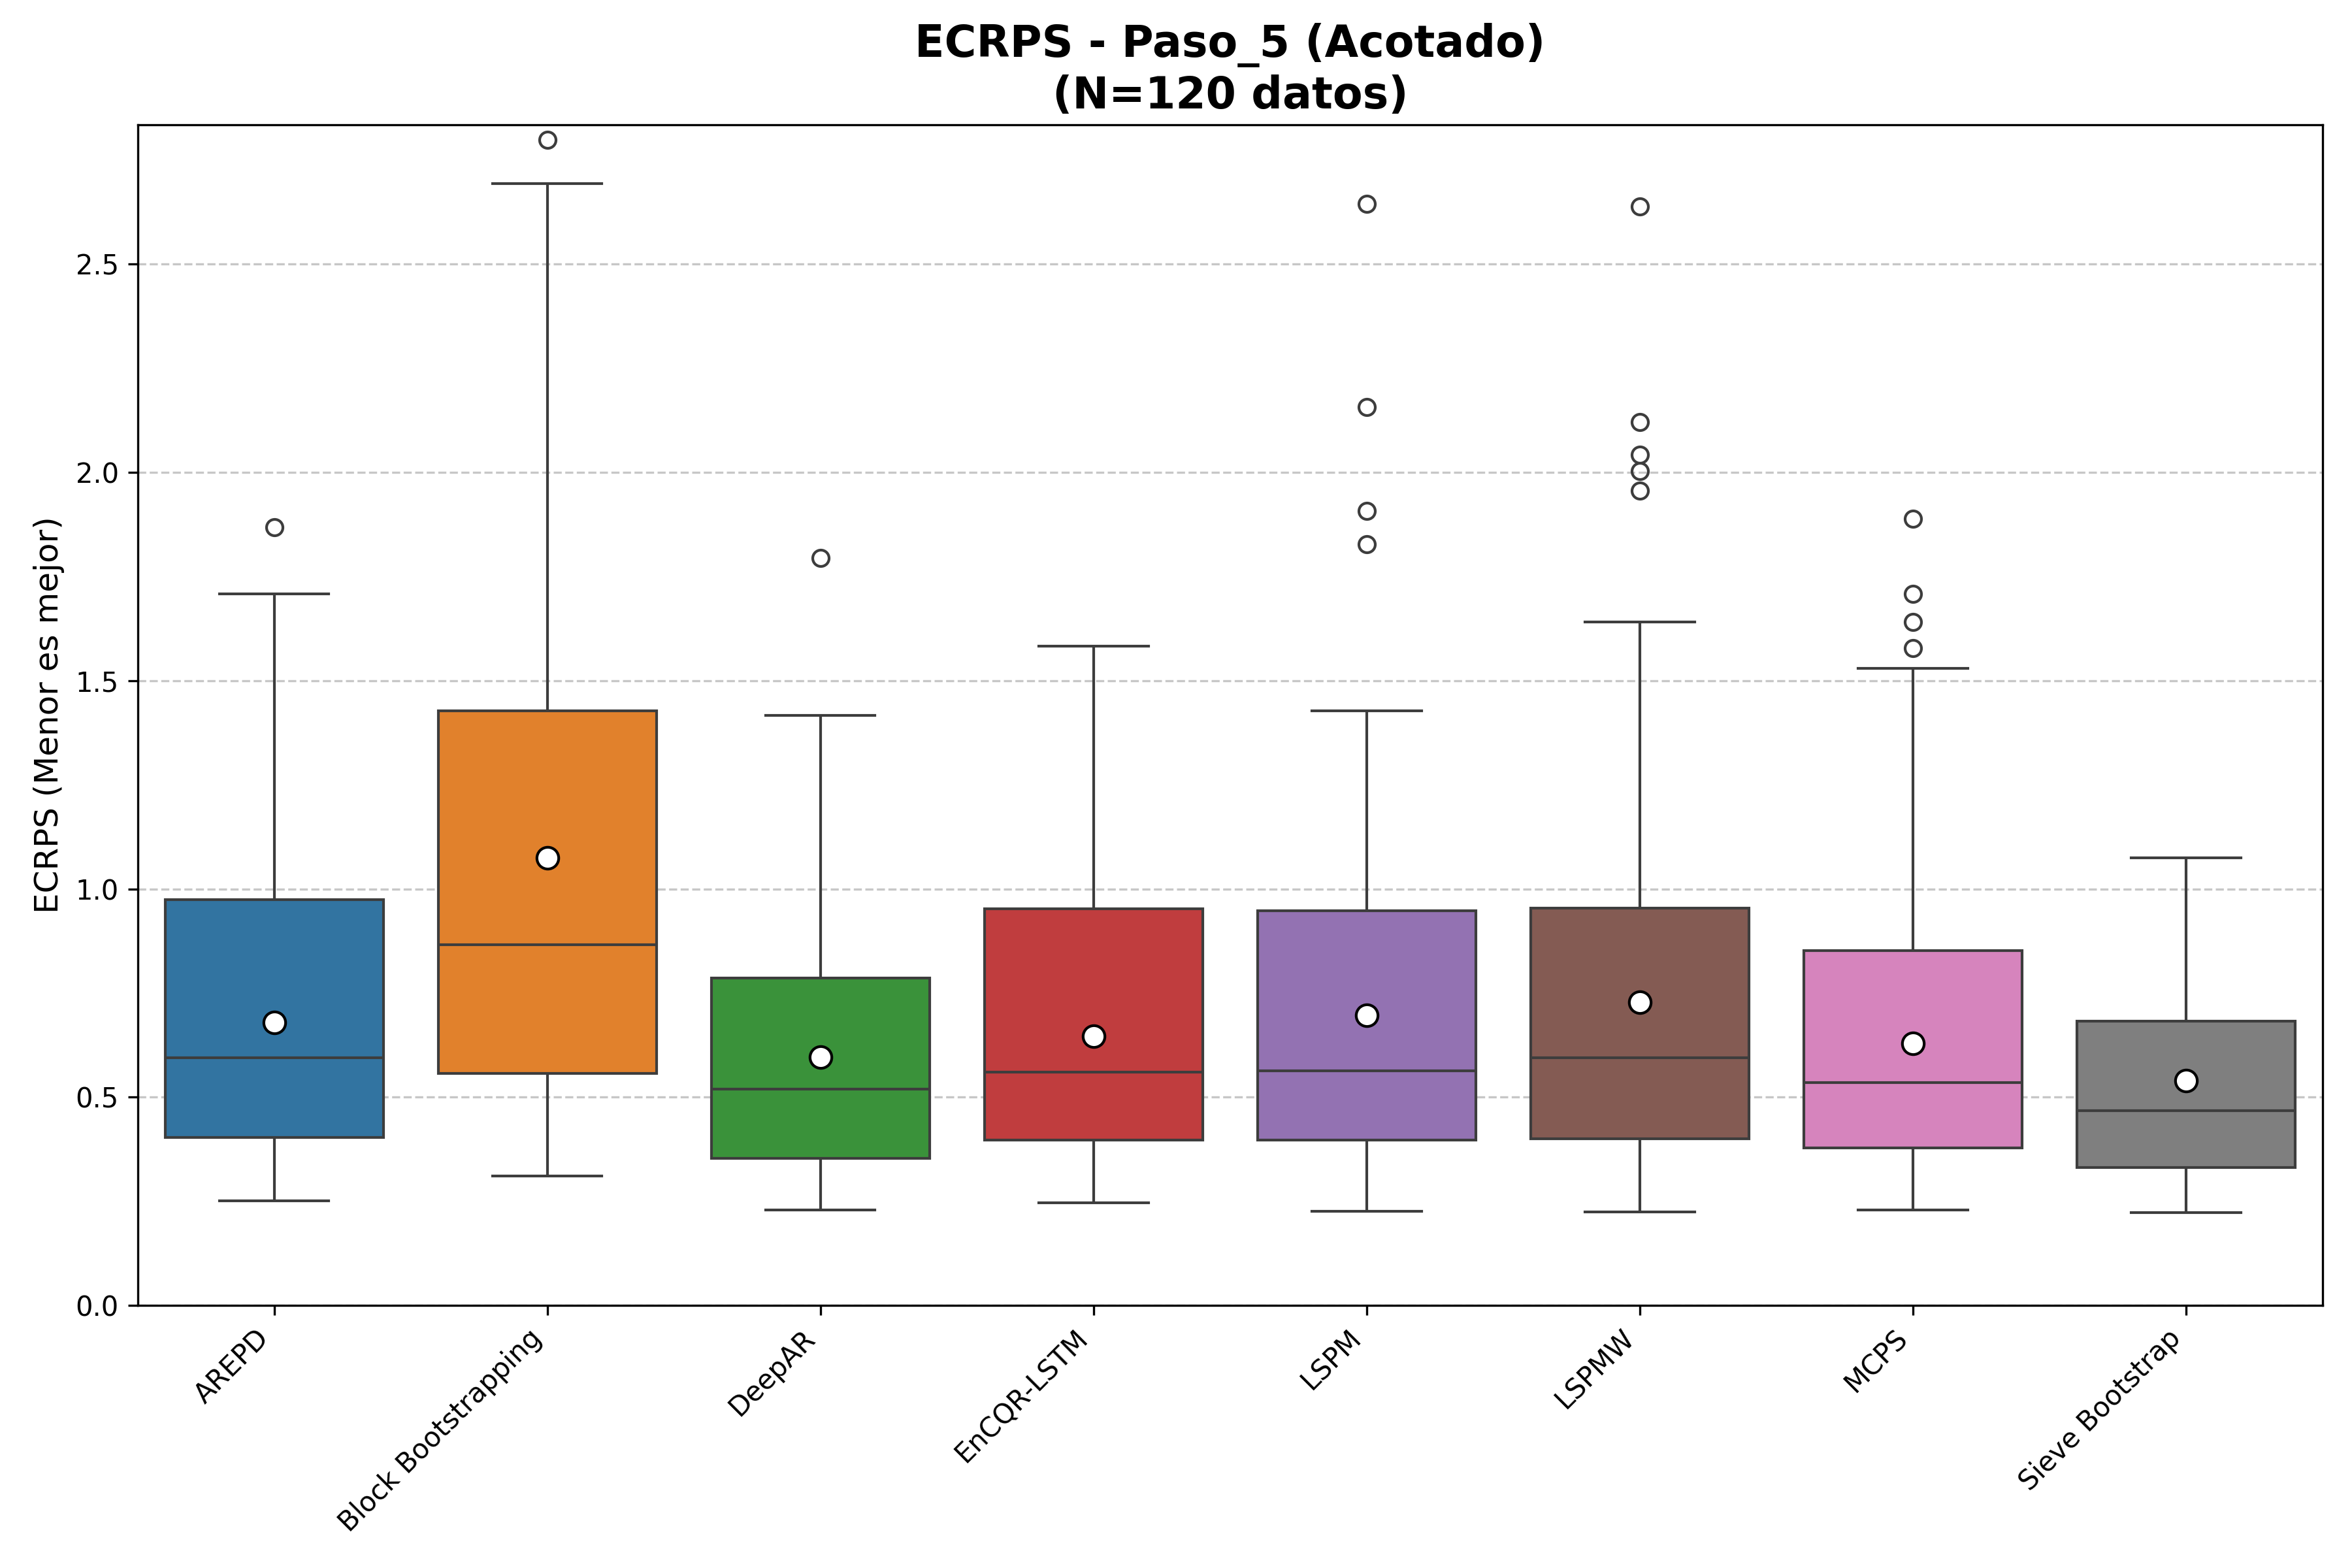 ECRPS - Paso_5 (Acotado)
(N=120 datos)
ECRPS (Menor es mejor)
2.5
2.0
1.5
1.0
0.5
0.0
AREPD
Block Bootstrapping
DeepAR
EnCQR-LSTM
LSPM
LSPMW
MCPS
Sieve Bootstrap